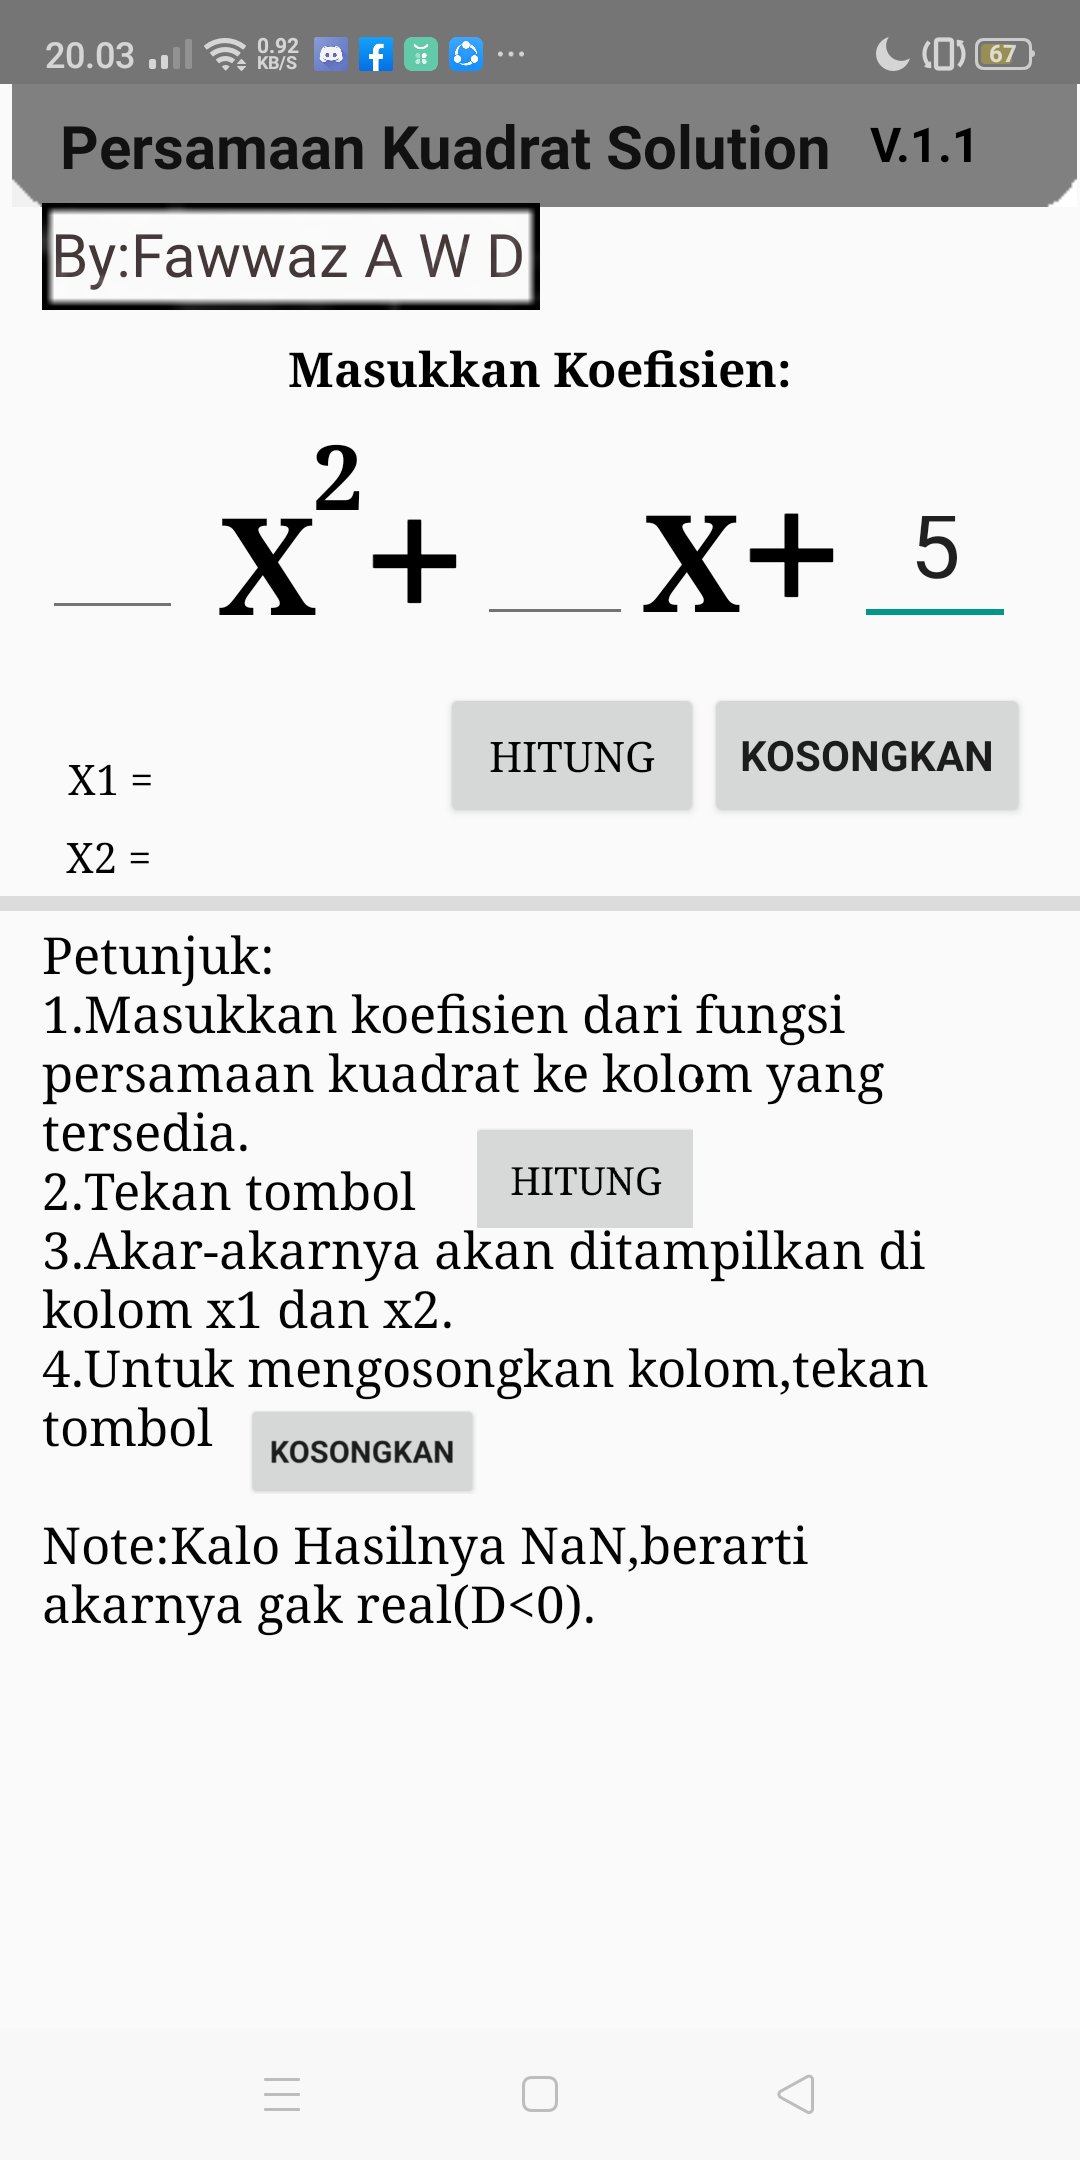 20.03 0.92 KB/S 67
Persamaan Kuadrat Solution V.1.1
By:Fawwaz A W D
Masukkan Koefisien:
x2+ x+ 5
HITUNG KOSONGKAN
X1 =
X2 =
Petunjuk:
1.Masukkan koefisien dari fungsi
persamaan kuadrat ke kolom yang
tersedia.
2.Tekan tombol HITUNG
3.Akar-akarnya akan ditampilkan di
kolom x1 dan x2.
4.Untuk mengosongkan kolom,tekan
tombol KOSONGKAN
Note:Kalo Hasilnya NaN,berarti
akarnya gak real(D<0).